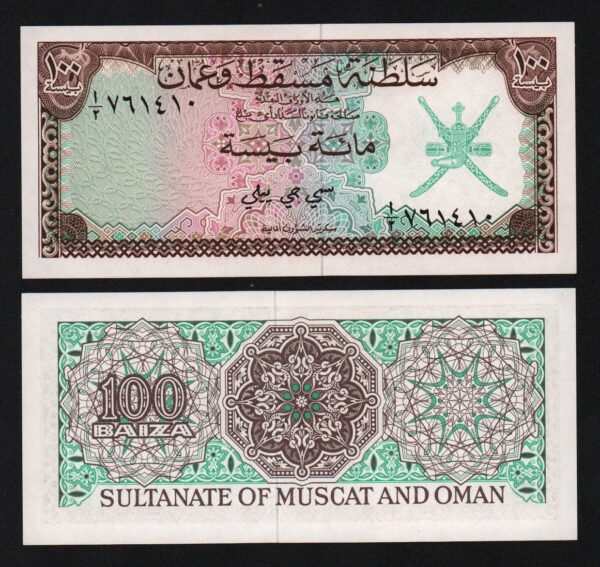 ١٠٠
بيسة
سلطنة مسقط وعمان
١٠٠
بيسة
١/٢ ٧٦١٤١٠
مائة بيسة
١/٢ ٧٦١٤١٠
100
BAIZA
SULTANATE OF MUSCAT AND OMAN